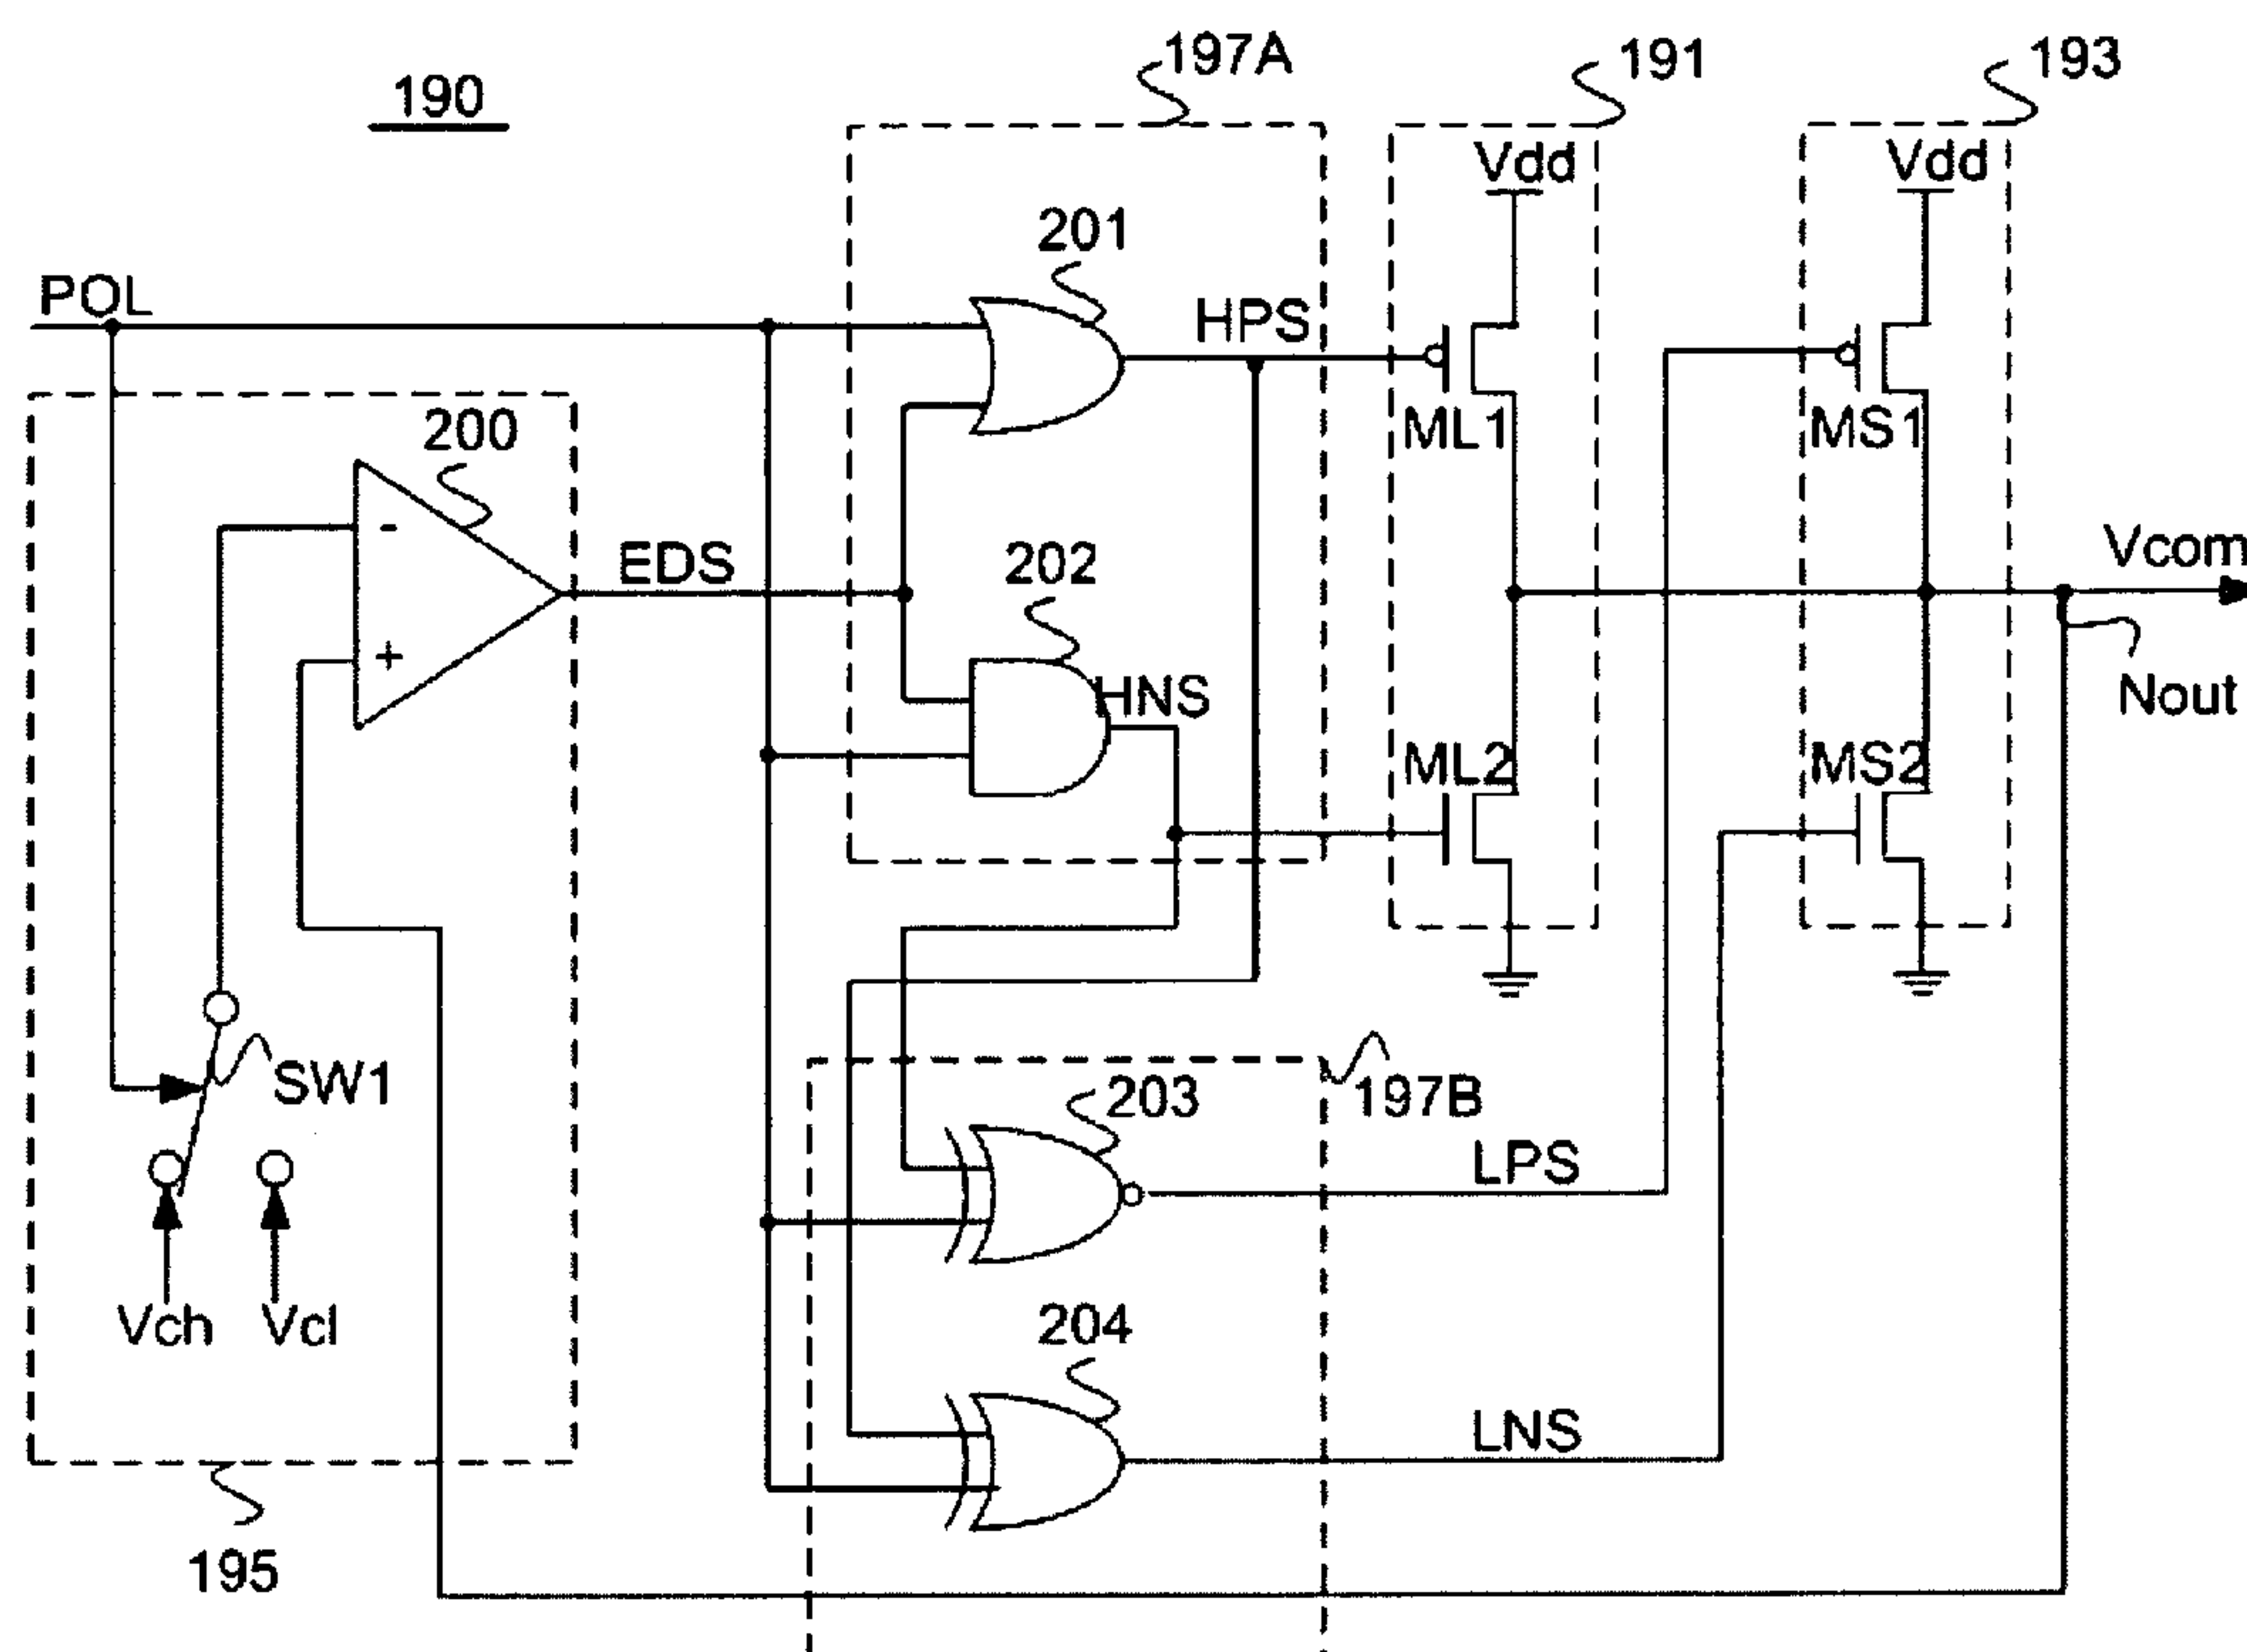 190
197A
191
193
Vdd
Vdd
201
POL
HPS
200
ML1
MS1
-
EDS
202
Vcom
+
HNS
Nout
ML2
MS2
SW1
203
197B
LPS
Vch
Vcl
204
LNS
195